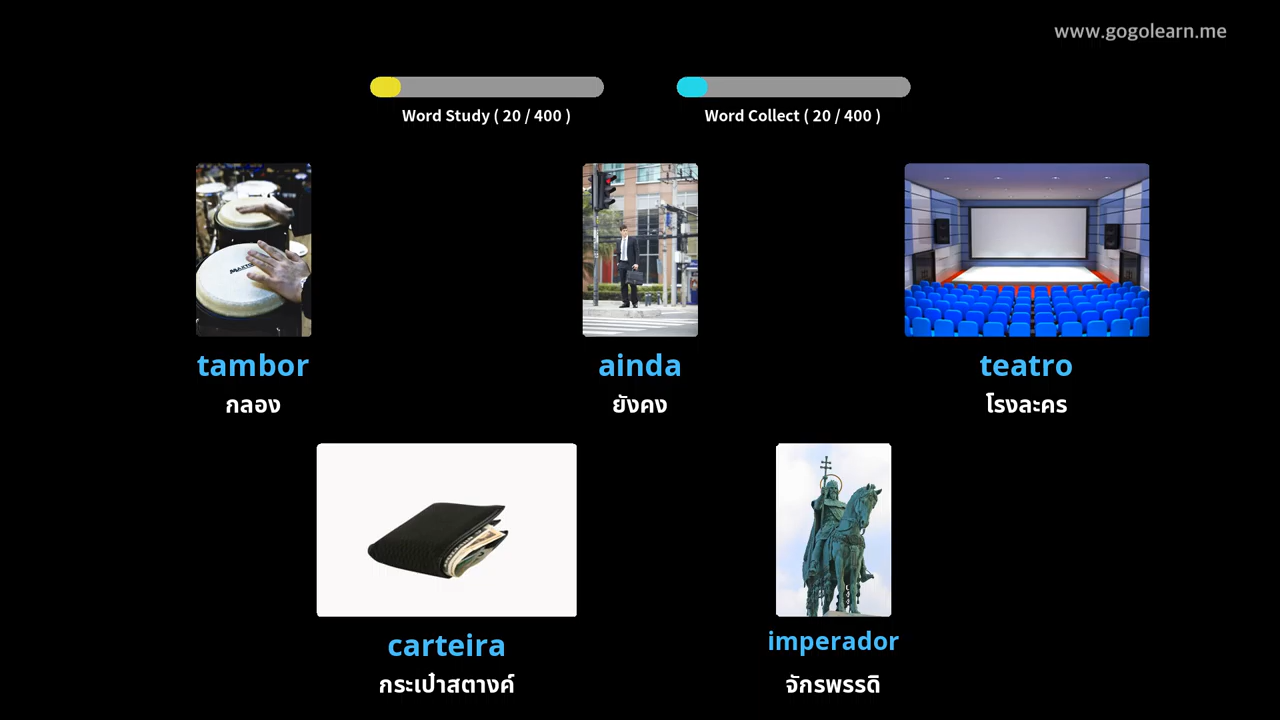 www.gogolearn.me
Word Study ( 20 / 400 )
Word Collect ( 20 / 400 )
tambor
ainda
teatro
กลอง
ยังคง
โรงละคร
carteira
imperador
กระเป๋าสตางค์
จักรพรรดิ